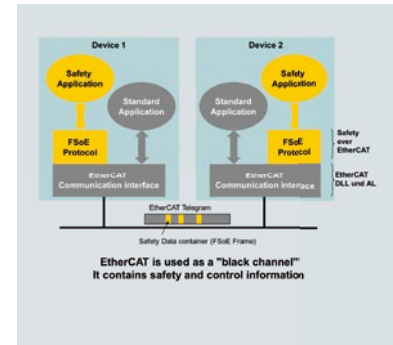 Device 1
Device 2
Safety
Application
Standard
Application
FSoE
Protocol
EtherCAT
Communication interface
Safety
Application
Standard
Application
FSoE
Protocol
EtherCAT
Communication interface
Safety
over
EtherCAT
EtherCAT
DLL und AL
EtherCAT Telegram
Safety Data container (FSoE Frame)
EtherCAT is used as a "black channel"
It contains safety and control information